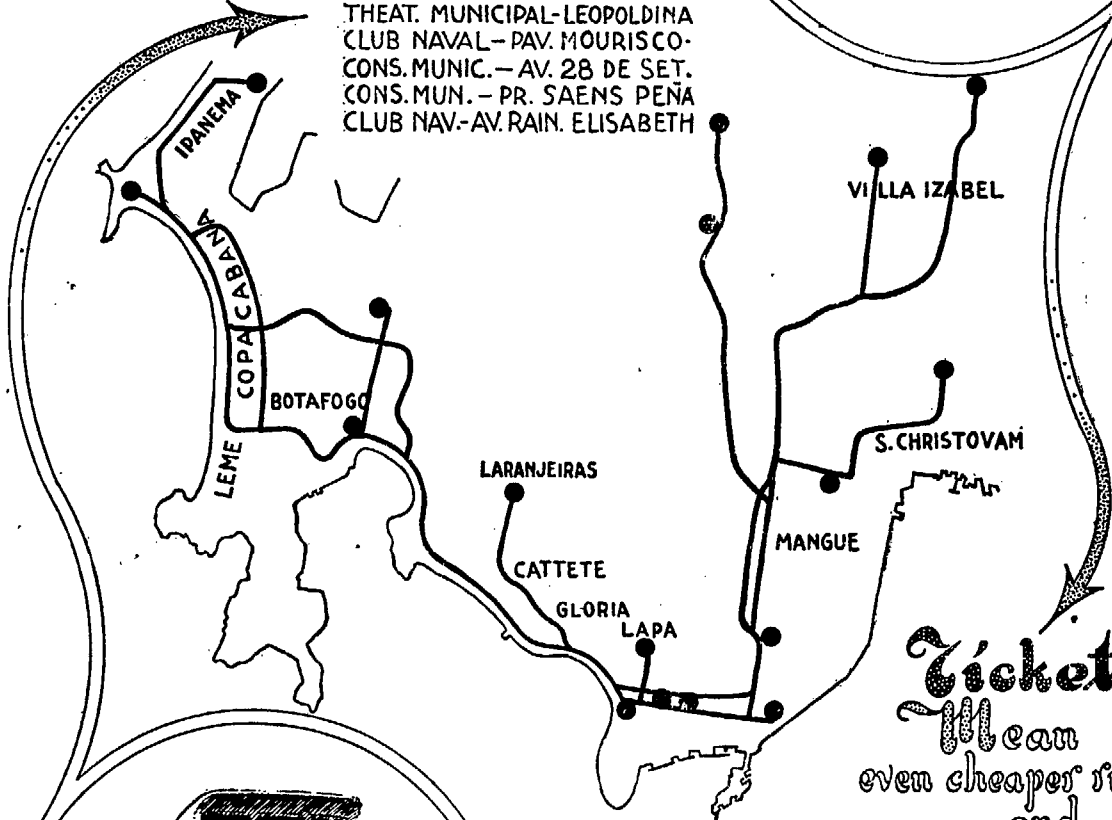 THEAT. MUNICIPAL-LEOPOLDINA
CLUB NAVAL-PAV. MOURISCO.
CONS. MUNIC.-AV. 28 DE SET.
CONS. MUN.-PR. SAENS PEÑA
CLUB NAV.-AV. RAIN. ELISABETH
IPANEMA
VILLA IZABEL
COPACABANA
BOTAFOGO
S. CHRISTOVAM
LEME
LARANJEIRAS
MANGUE
CATTETE
GLORIA
LAPA
Ticket
Mean
even cheaper
and